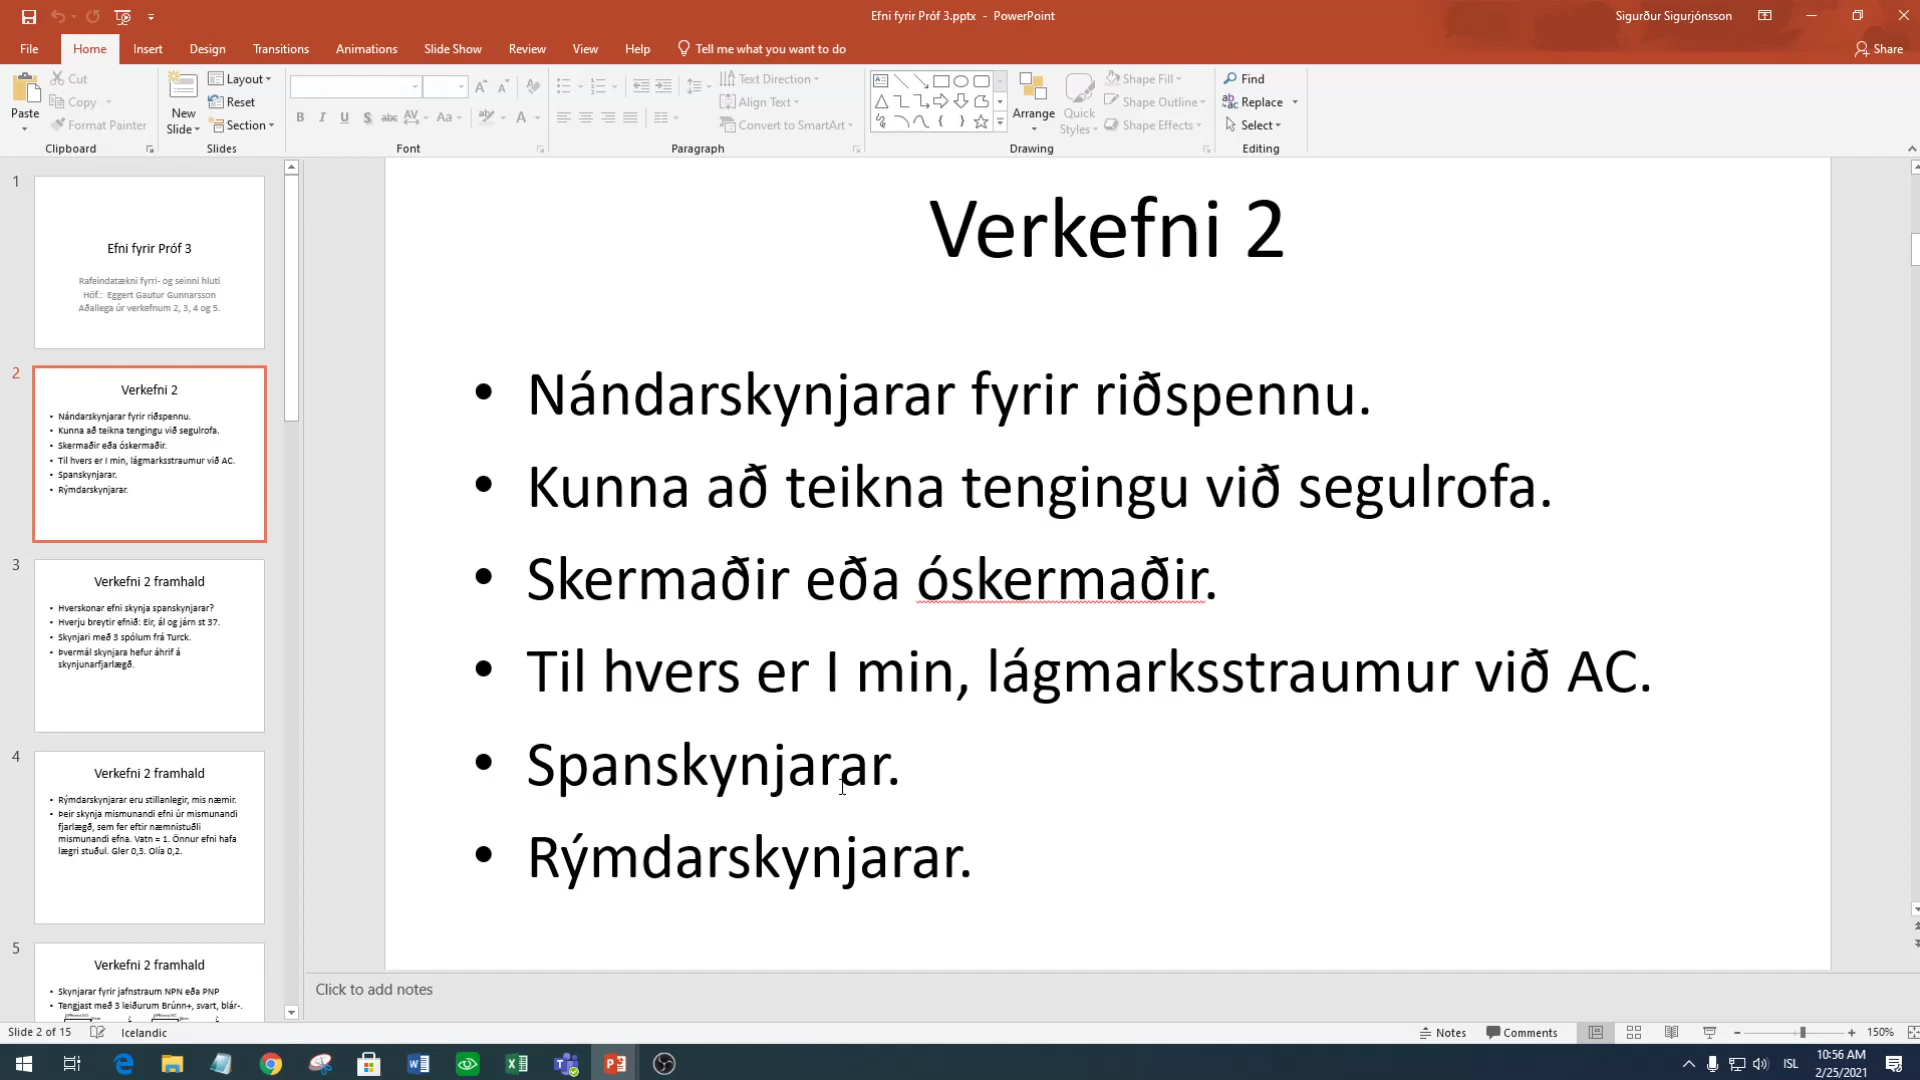 Efni fyrir Próf 3.pptx - PowerPoint
Sigurður Sigurjónsson
File Home Insert Design Transitions Animations Slide Show Review View Help Tell me what you want to do
Share
Paste
Cut
Copy
Format Painter
Clipboard
New Slide
Layout
Reset
Section
Slides
B I U S abc AV Aa A
Font
Text Direction
Align Text
Convert to SmartArt
Paragraph
Arrange
Quick Styles
Shape Fill
Shape Outline
Shape Effects
Drawing
Find
Replace
Select
Editing
1
Efni fyrir Próf 3
Rafeindatækni fyrri- og seinni hluti
Höf.: Eggert Gautur Gunnarsson
Aðallega úr verkefnum 2, 3, 4 og 5.
2
Verkefni 2
• Nándarskynjarar fyrir riðspennu.
• Kunna að teikna tengingu við segulrofa.
• Skermaðir eða óskermaðir.
• Til hvers er I min, lágmarksstraumur við AC.
• Spanskynjarar.
• Rýmdarskynjarar.
3
Verkefni 2 framhald
• Hverskonar efni skynja spanskynjarar?
• Hverju breytir efnið: Eir, ál og járn st 37.
• Skynjari með 3 spólum frá Turck.
• Þvermál skynjara hefur áhrif á
skynjunarfjarlægð.
4
Verkefni 2 framhald
• Rýmdarskynjarar eru stillanlegir, mis næmir.
• Þeir skynja mismunandi efni úr mismunandi
fjarlægð, sem fer eftir næmnistuðli
mismunandi efna. Vatn = 1. Önnur efni hafa
lægri stuðul. Gler 0,3. Olía 0,2.
5
Verkefni 2 framhald
• Skynjarar fyrir jafnstraum NPN eða PNP
• Tengjast með 3 leiðurum Brúnn+, svart, blár-.
Verkefni 2
• Nándarskynjarar fyrir riðspennu.
• Kunna að teikna tengingu við segulrofa.
• Skermaðir eða óskermaðir.
• Til hvers er I min, lágmarksstraumur við AC.
• Spanskynjarar.
• Rýmdarskynjarar.
Click to add notes
Slide 2 of 15 Icelandic
Notes Comments 150%
ISL
10:56 AM
2/25/2021